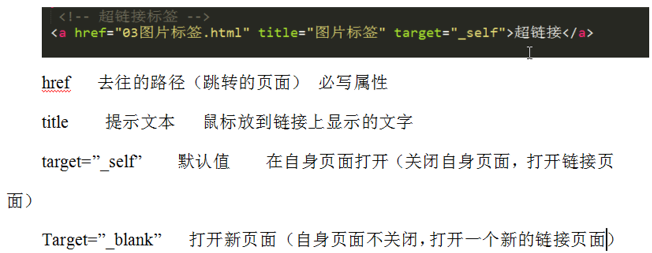 <!-- 超链接标签 -->
<a href="03图片标签.html" title="图片标签" target="_self">超链接</a>
href 去往的路径（跳转的页面） 必写属性
title 提示文本 鼠标放到链接上显示的文字
target=”_self” 默认值 在自身页面打开（关闭自身页面，打开链接页
面）
Target=”_blank” 打开新页面（自身页面不关闭，打开一个新的链接页面）